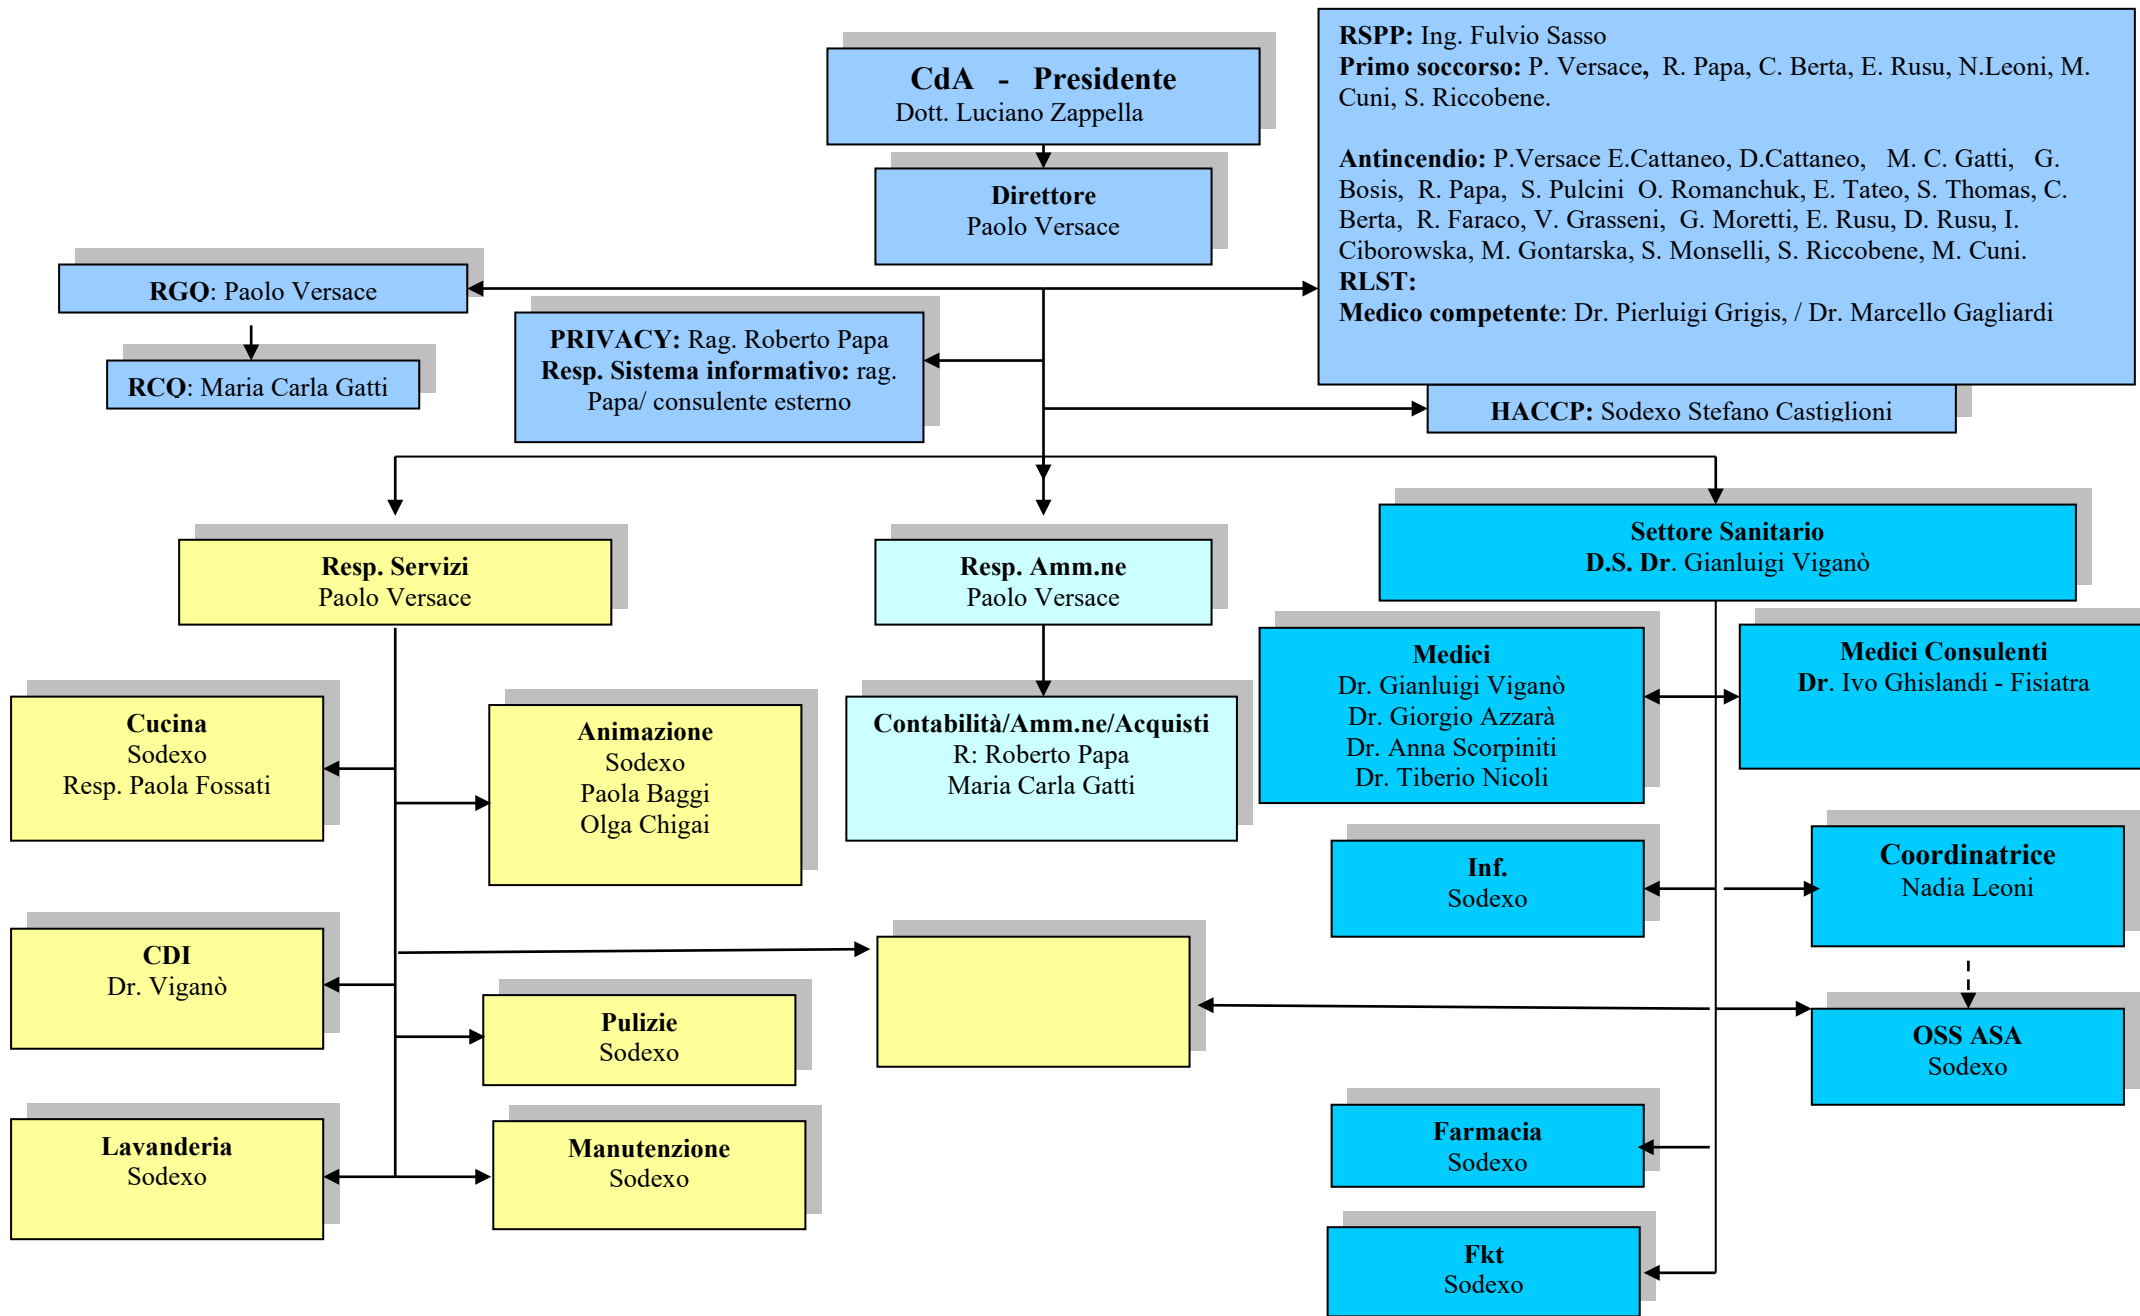 CdA - Presidente
Dott. Luciano Zappella
RSPP: Ing. Fulvio Sasso
Primo soccorso: P. Versace, R. Papa, C. Berta, E. Rusu, N.Leoni, M.
Cuni, S. Riccobene.
Antincendio: P.Versace E.Cattaneo, D.Cattaneo, M. C. Gatti, G.
Bosis, R. Papa, S. Pulcini O. Romanchuk, E. Tateo, S. Thomas, C.
Berta, R. Faraco, V. Grasseni, G. Moretti, E. Rusu, D. Rusu, I.
Ciborowska, M. Gontarska, S. Monselli, S. Riccobene, M. Cuni.
RLST:
Medico competente: Dr. Pierluigi Grigis, / Dr. Marcello Gagliardi
Direttore
Paolo Versace
RGQ: Paolo Versace
RCQ: Maria Carla Gatti
PRIVACY: Rag. Roberto Papa
Resp. Sistema informativo: rag.
Papa/ consulente esterno
HACCP: Sodexo Stefano Castiglioni
Resp. Servizi
Paolo Versace
Resp. Amm.ne
Paolo Versace
Settore Sanitario
D.S. Dr. Gianluigi Viganò
Cucina
Sodexo
Resp. Paola Fossati
Animazione
Sodexo
Paola Baggi
Olga Chigai
Contabilità/Amm.ne/Acquisti
R: Roberto Papa
Maria Carla Gatti
Medici
Dr. Gianluigi Viganò
Dr. Giorgio Azzarà
Dr. Anna Scorpiniti
Dr. Tiberio Nicoli
Medici Consulenti
Dr. Ivo Ghislandi - Fisiatra
Inf.
Sodexo
Coordinatrice
Nadia Leoni
CDI
Dr. Viganò
Pulizie
Sodexo
OSS ASA
Sodexo
Lavanderia
Sodexo
Manutenzione
Sodexo
Farmacia
Sodexo
Fkt
Sodexo